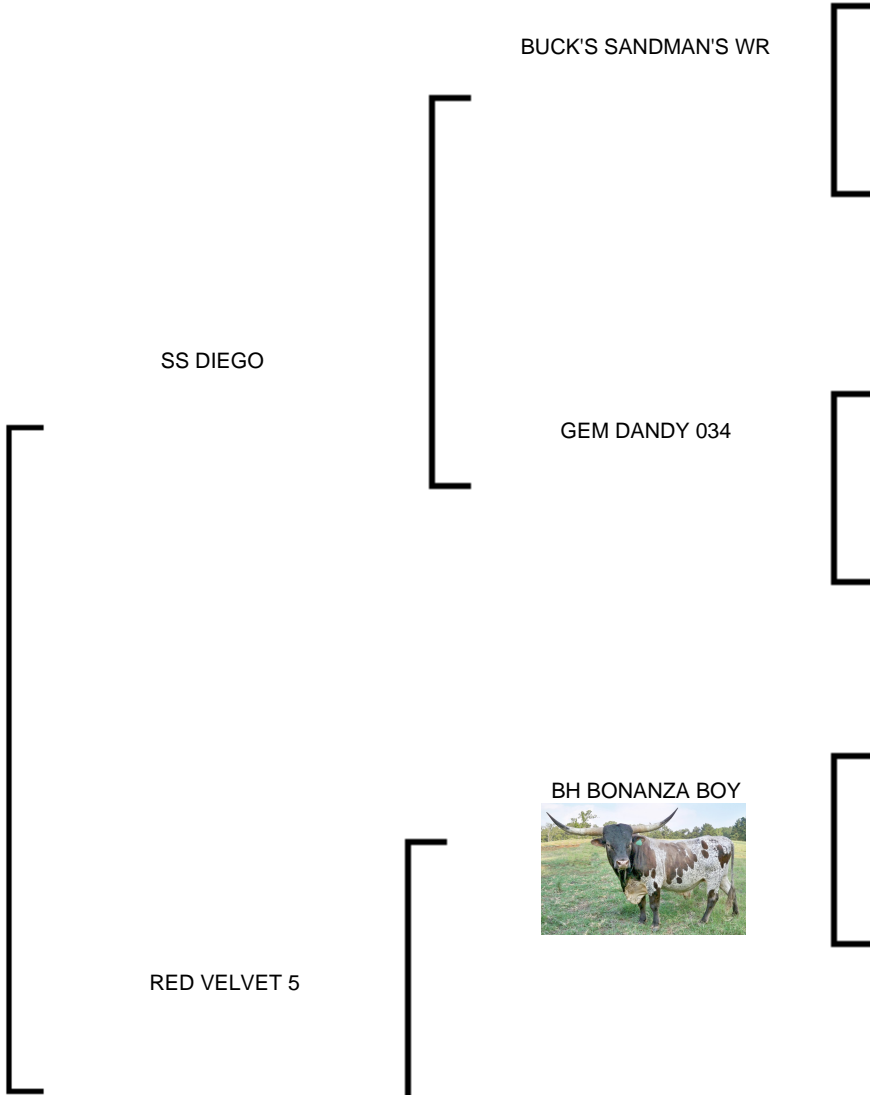 BUCK'S SANDMAN'S WR
SS DIEGO
GEM DANDY 034
BH BONANZA BOY
RED VELVET 5